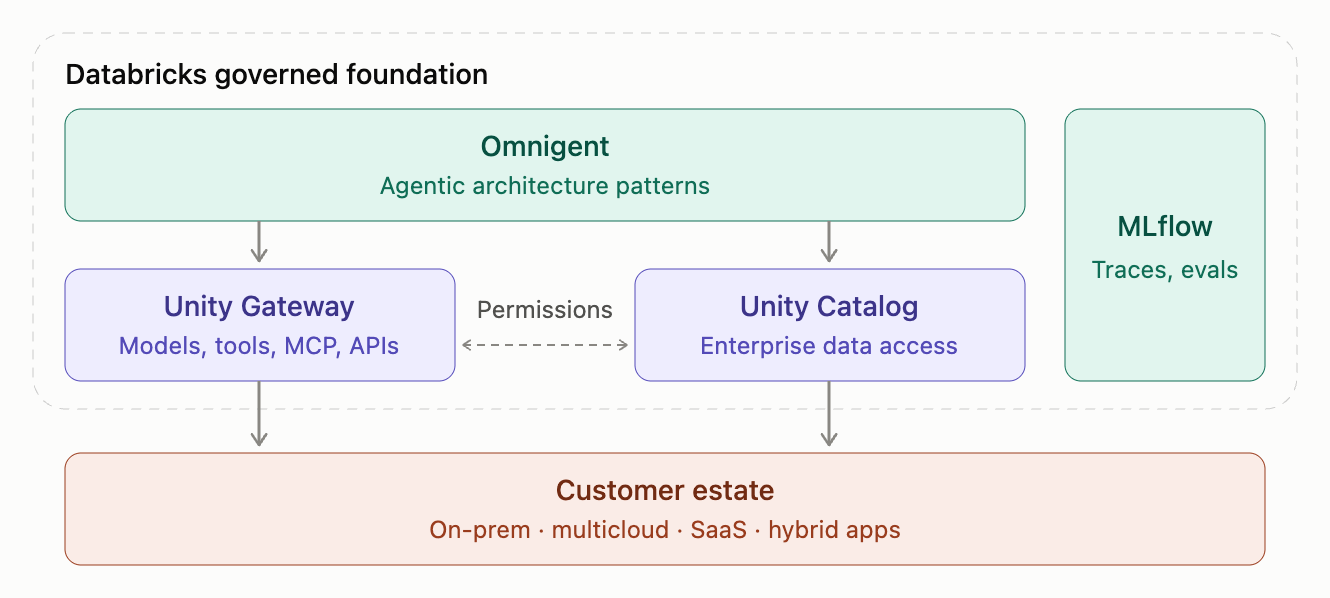 Databricks governed foundation
Omnigent
Agentic architecture patterns
MLflow
Traces, evals
Unity Gateway
Models, tools, MCP, APIs
Permissions
Unity Catalog
Enterprise data access
Customer estate
On-prem · multicloud · SaaS · hybrid apps